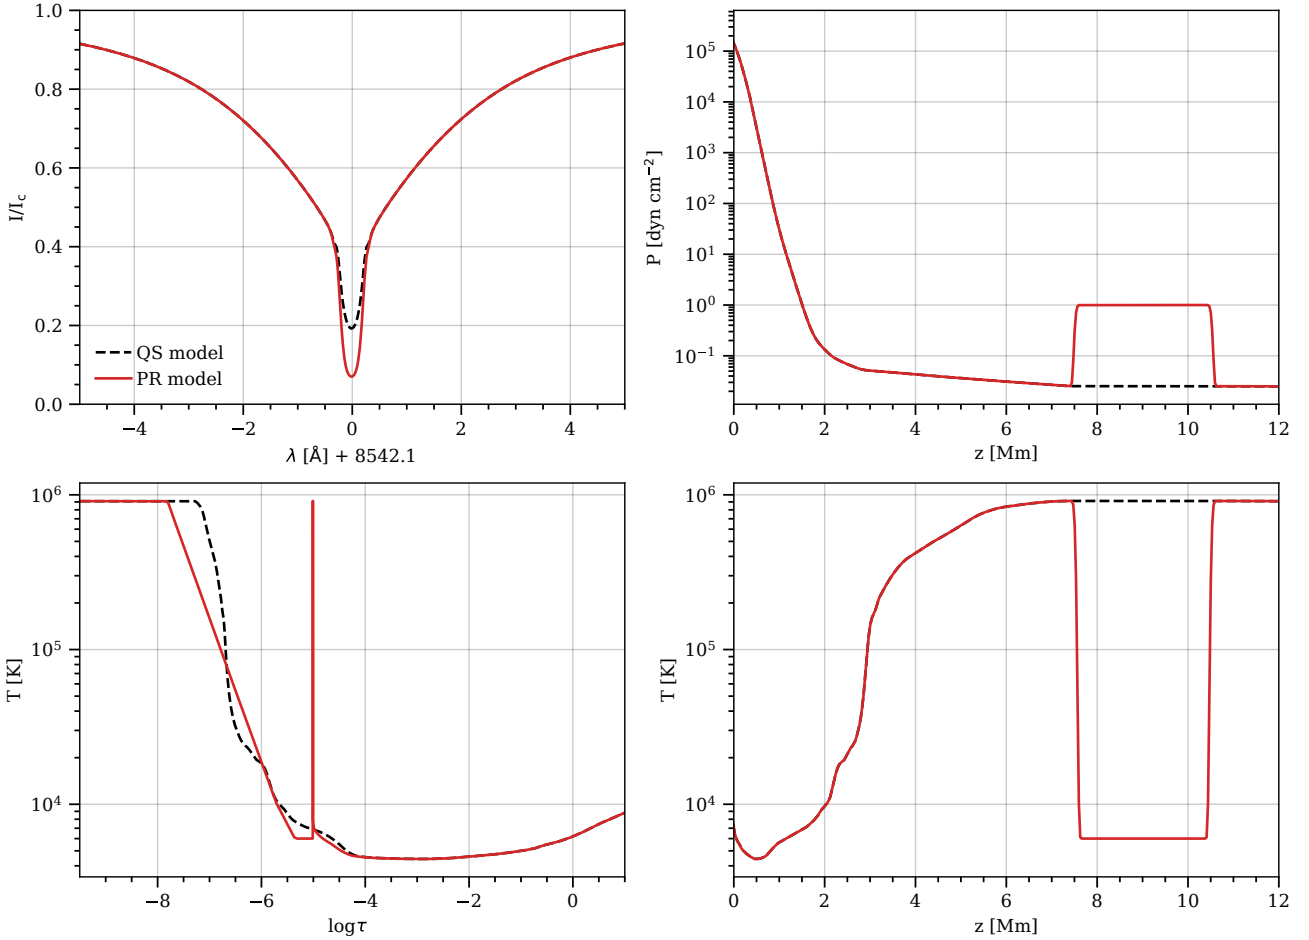 1.0
0.8
0.6
0.4
0.2
0.0
I/I_c
QS model
PR model
−4 −2 0 2 4
λ [Å] + 8542.1
10^5
10^4
10^3
10^2
10^1
10^0
10^−1
P [dyn cm^−2]
0 2 4 6 8 10 12
z [Mm]
10^6
10^5
10^4
T [K]
−8 −6 −4 −2 0
logτ
10^6
10^5
10^4
T [K]
0 2 4 6 8 10 12
z [Mm]